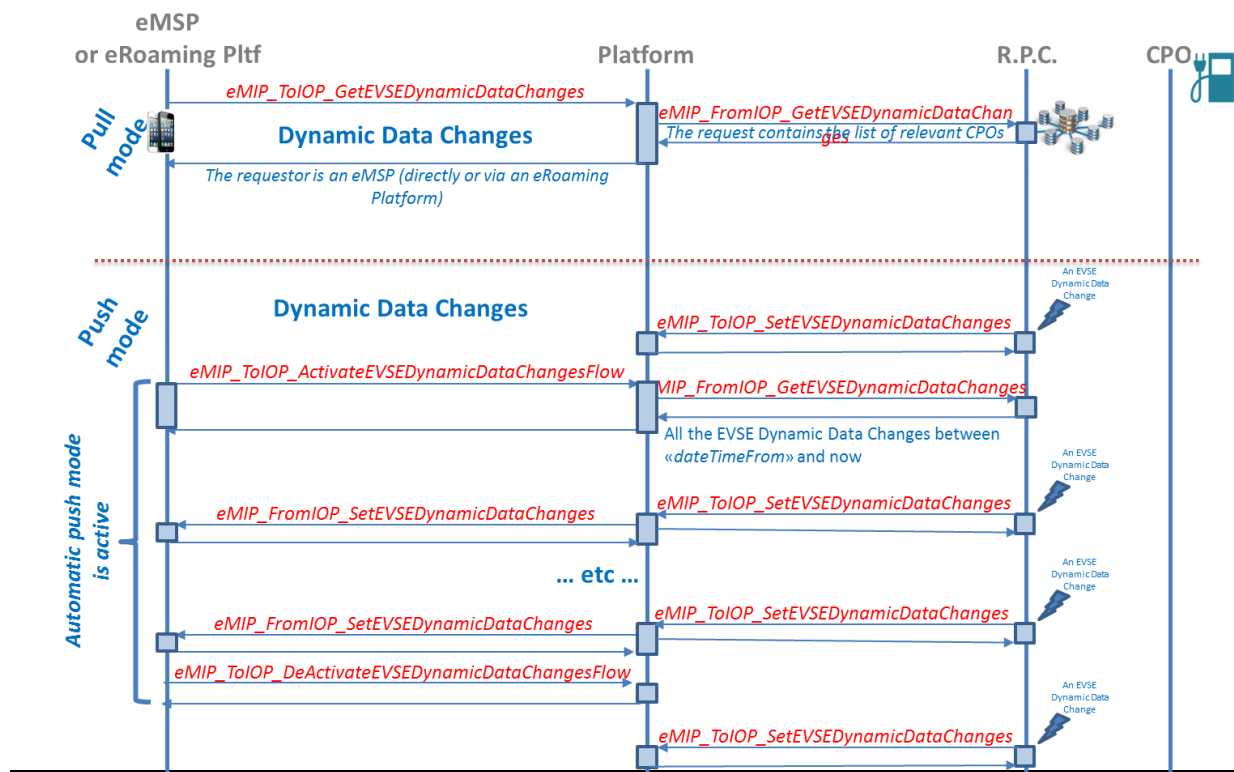 eMSP
or eRoaming Pltf
Platform
R.P.C.
CPO
Pull
mode
eMIP_ToIOP_GetEVSEDynamicDataChanges
eMIP_FromIOP_GetEVSEDynamicDataChan
ges
The request contains the list of relevant CPOs
Dynamic Data Changes
The requestor is an eMSP (directly or via an eRoaming
Platform)
Push
mode
Dynamic Data Changes
An EVSE
Dynamic Data
Change
eMIP_ToIOP_SetEVSEDynamicDataChanges
eMIP_ToIOP_ActivateEVSEDynamicDataChangesFlow
MIP_FromIOP_GetEVSEDynamicDataChanges
All the EVSE Dynamic Data Changes between
«dateTimeFrom» and now
Automatic push mode
is active
An EVSE
Dynamic Data
Change
eMIP_FromIOP_SetEVSEDynamicDataChanges
eMIP_ToIOP_SetEVSEDynamicDataChanges
... etc ...
An EVSE
Dynamic Data
Change
eMIP_FromIOP_SetEVSEDynamicDataChanges
eMIP_ToIOP_SetEVSEDynamicDataChanges
eMIP_ToIOP_DeActivateEVSEDynamicDataChangesFlow
An EVSE
Dynamic Data
Change
eMIP_ToIOP_SetEVSEDynamicDataChanges